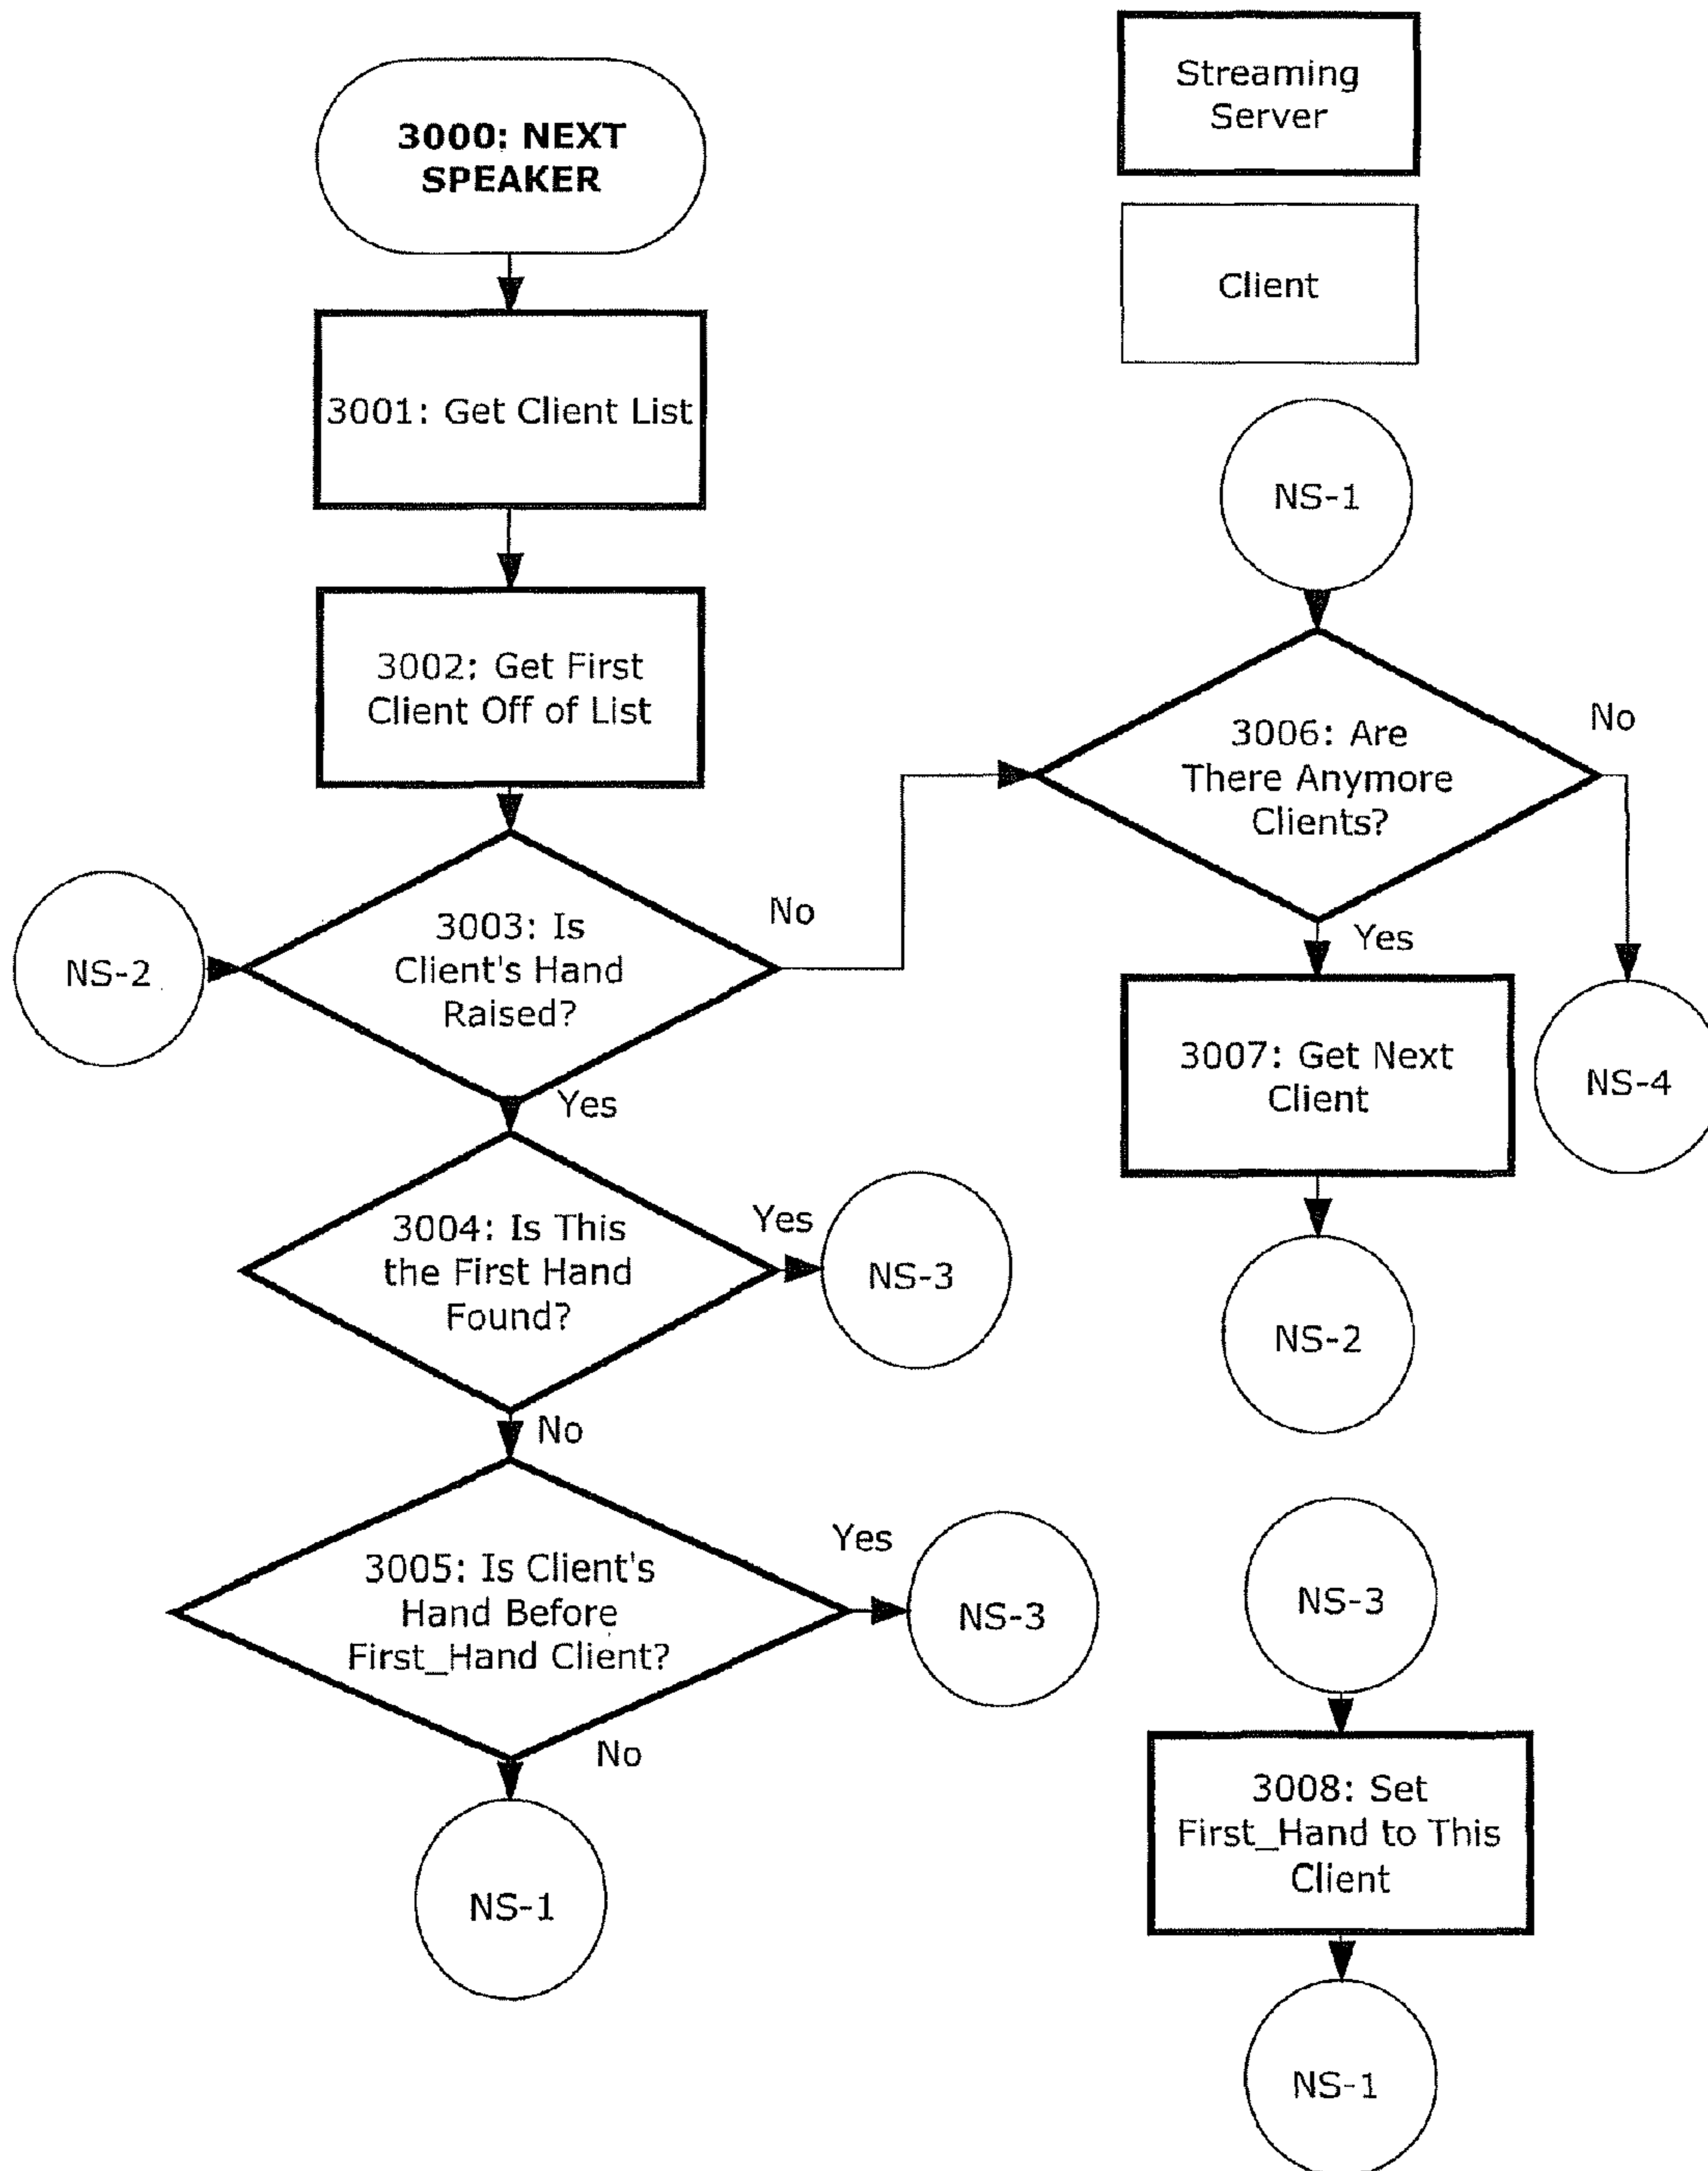 3000: NEXT
SPEAKER
3001: Get Client List
3002: Get First
Client Off of List
NS-2
3003: Is
Client's Hand
Raised?
No
Yes
3004: Is This
the First Hand
Found?
Yes
NS-3
No
3005: Is Client's
Hand Before
First_Hand Client?
Yes
NS-3
No
NS-1
Streaming
Server
Client
NS-1
3006: Are
There Anymore
Clients?
No
Yes
3007: Get Next
Client
NS-4
NS-2
NS-3
3008: Set
First_Hand to This
Client
NS-1